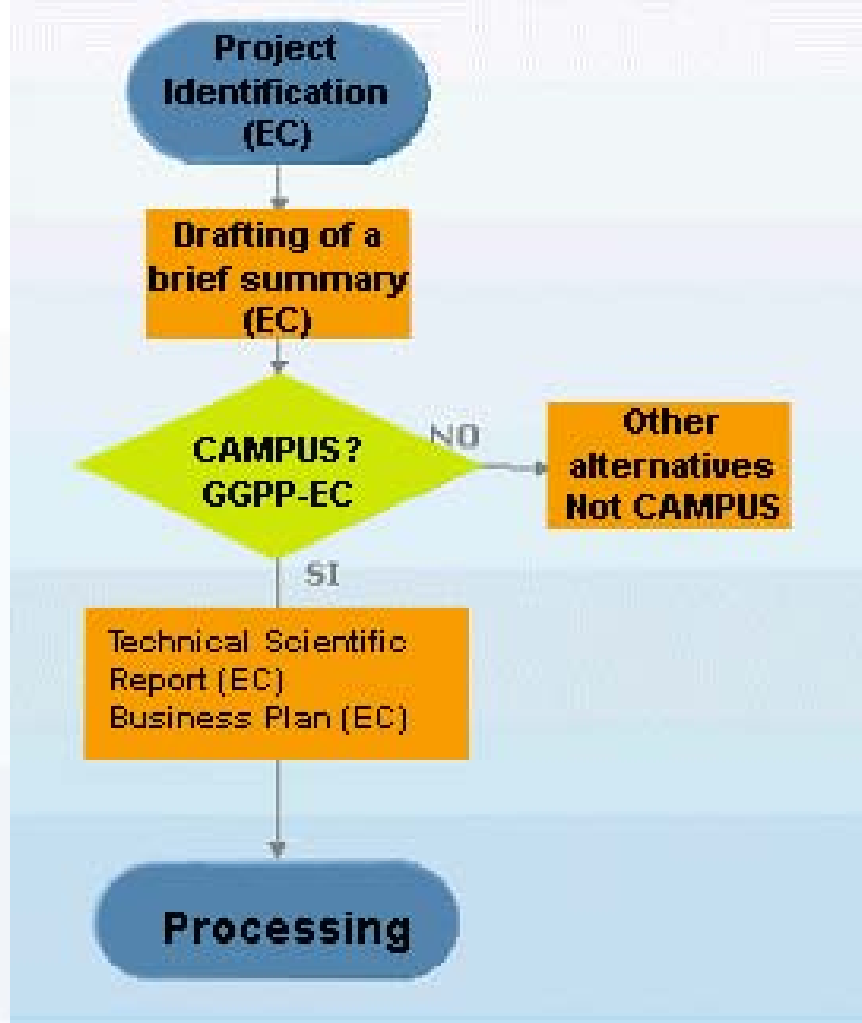 Project
Identification
(EC)
Drafting of a
brief summary
(EC)
CAMPUS?
GGPP-EC
NO
Other
alternatives
Not CAMPUS
SI
Technical Scientific
Report (EC)
Business Plan (EC)
Processing